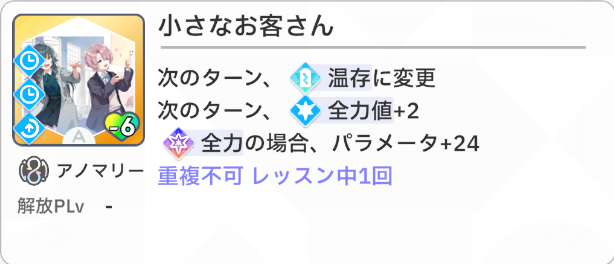 小さなお客さん
次のターン、温存に変更
次のターン、全力値+2
全力の場合、パラメータ+24
重複不可 レッスン中1回
-6
A
アノマリー
解放PLv -